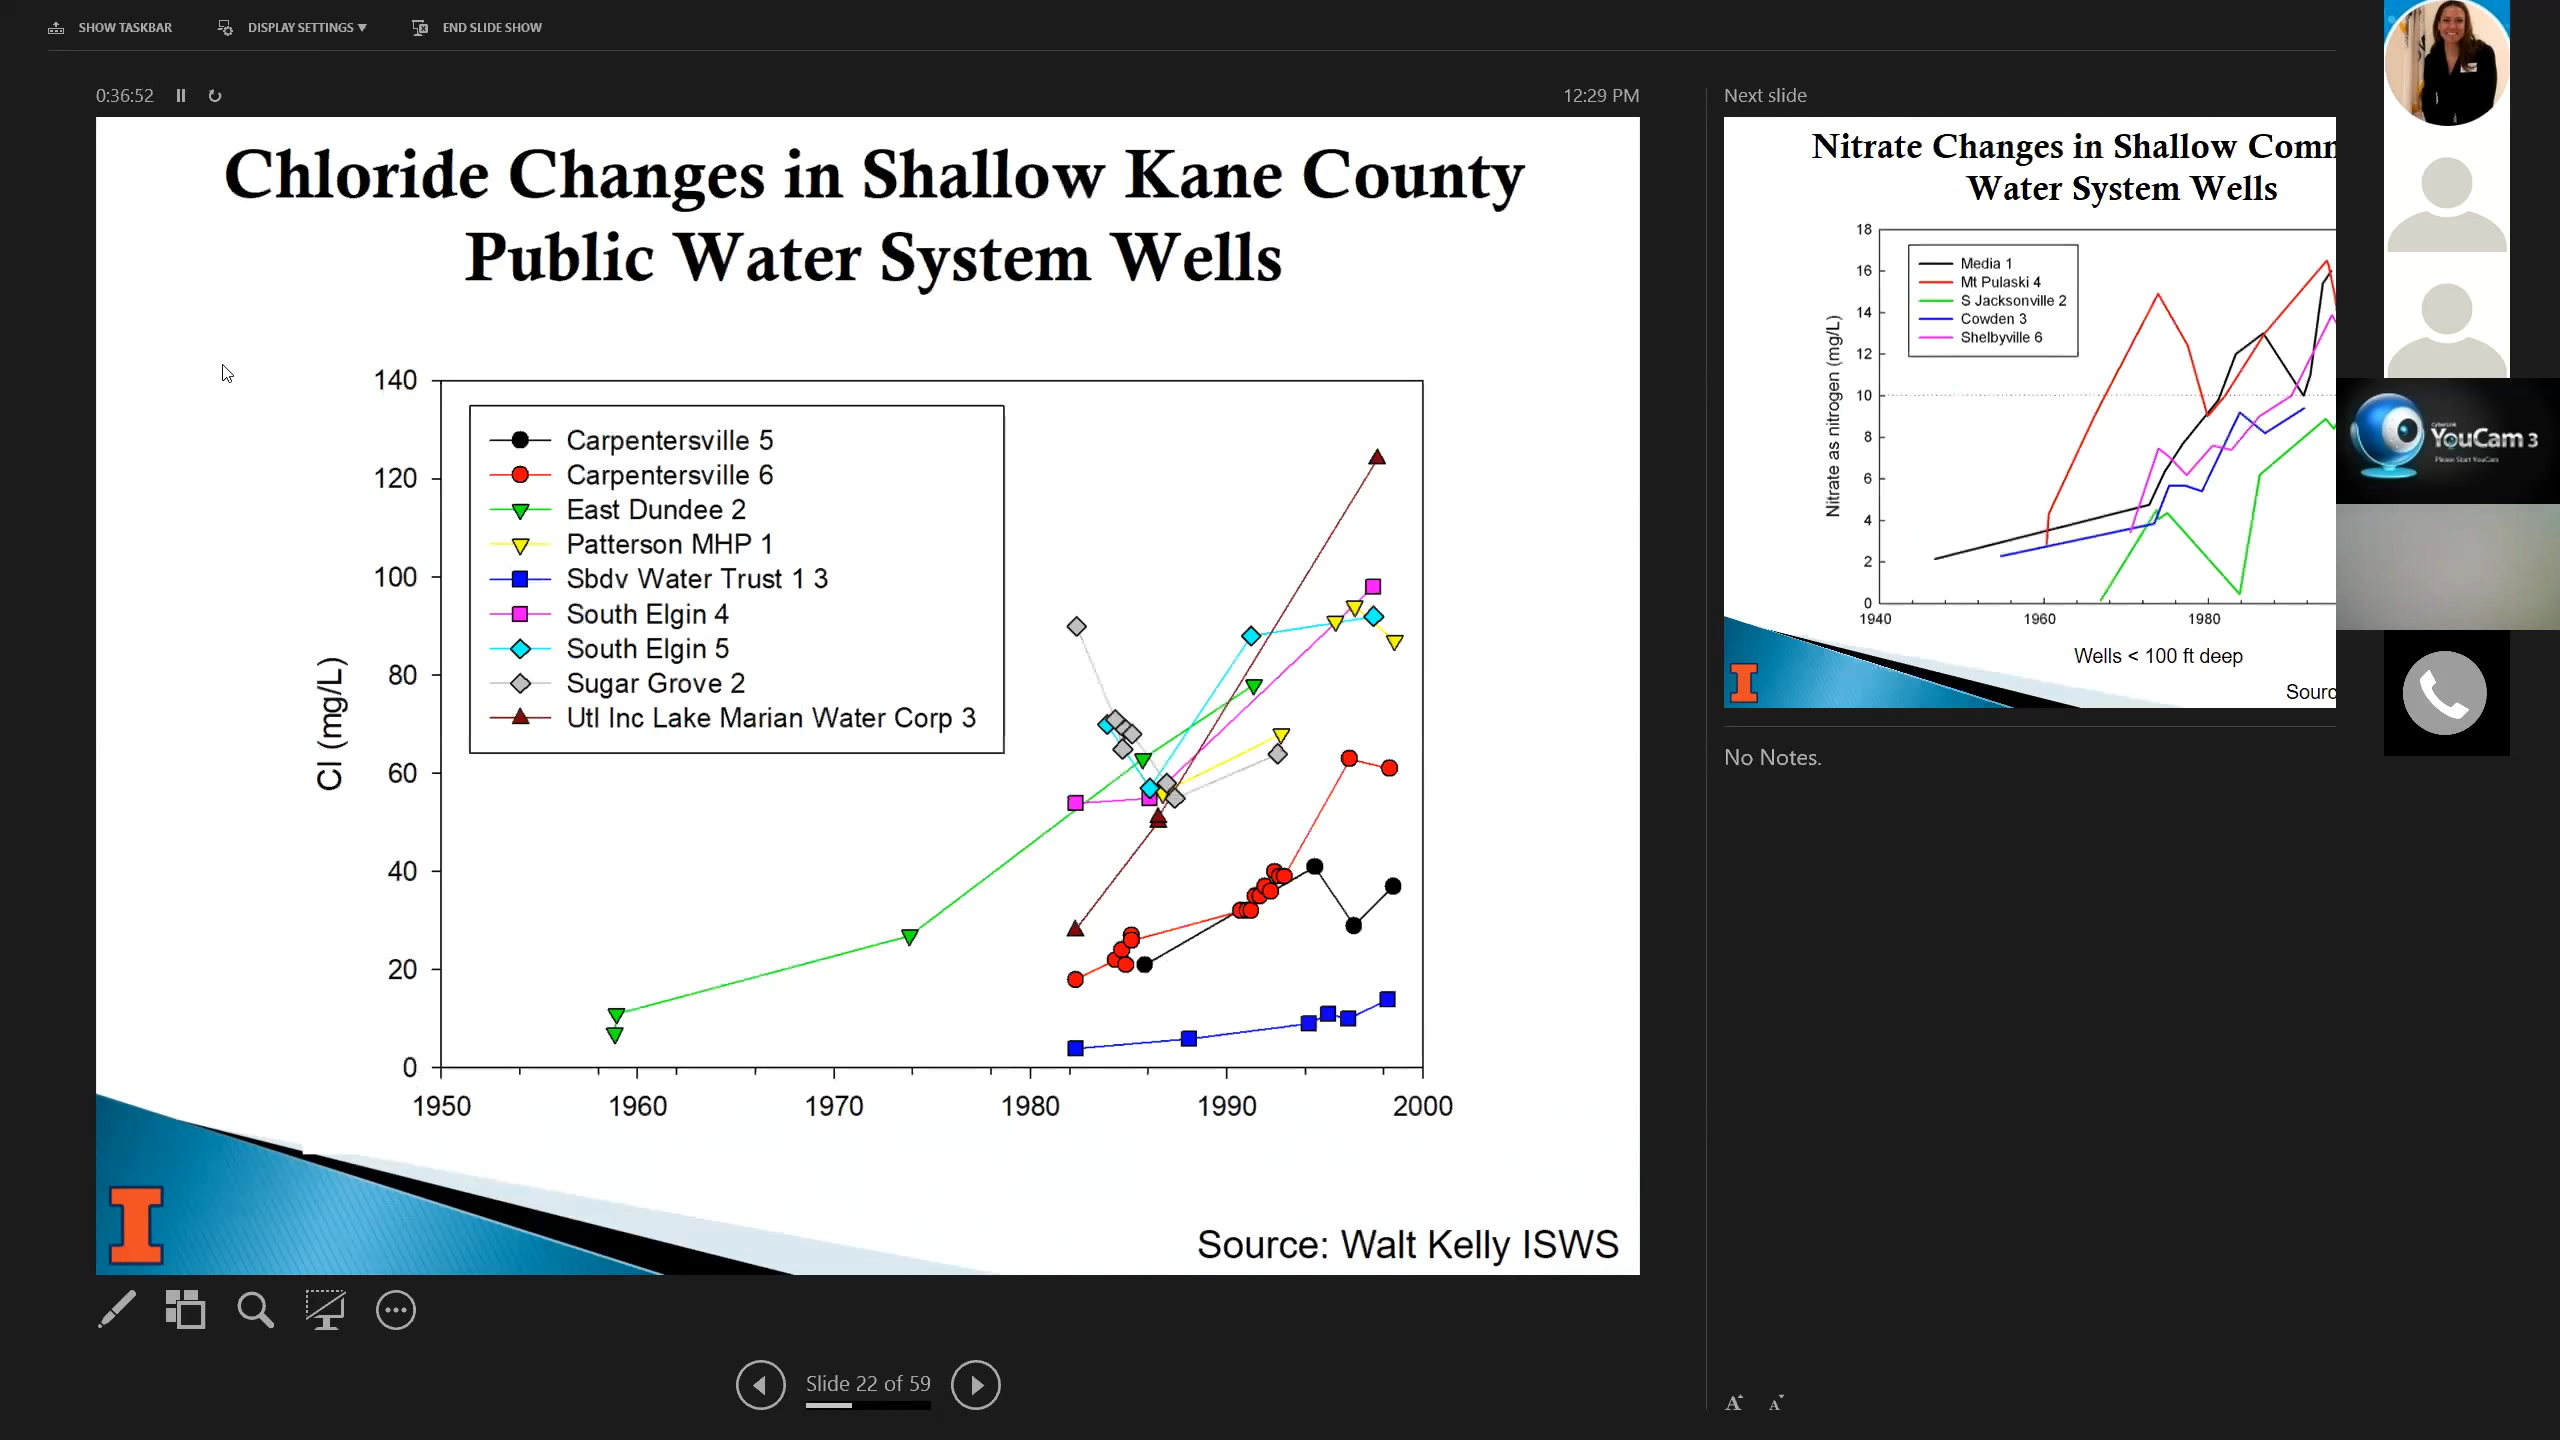 SHOW TASKBAR
DISPLAY SETTINGS
END SLIDE SHOW
0:36:52
12:29 PM
Chloride Changes in Shallow Kane County
Public Water System Wells
140
120
100
80
60
40
20
0
Cl (mg/L)
Carpentersville 5
Carpentersville 6
East Dundee 2
Patterson MHP 1
Sbdv Water Trust 1 3
South Elgin 4
South Elgin 5
Sugar Grove 2
Utl Inc Lake Marian Water Corp 3
1950 1960 1970 1980 1990 2000
I
Source: Walt Kelly ISWS
Slide 22 of 59
Next slide
Nitrate Changes in Shallow Comm
Water System Wells
18
16
14
12
10
8
6
4
2
0
Nitrate as nitrogen (mg/L)
Media 1
Mt Pulaski 4
S Jacksonville 2
Cowden 3
Shelbyville 6
1940 1960 1980
Wells < 100 ft deep
I
Sourc
No Notes.
A A
CyberLink
YouCam 3
Please Start YouCam